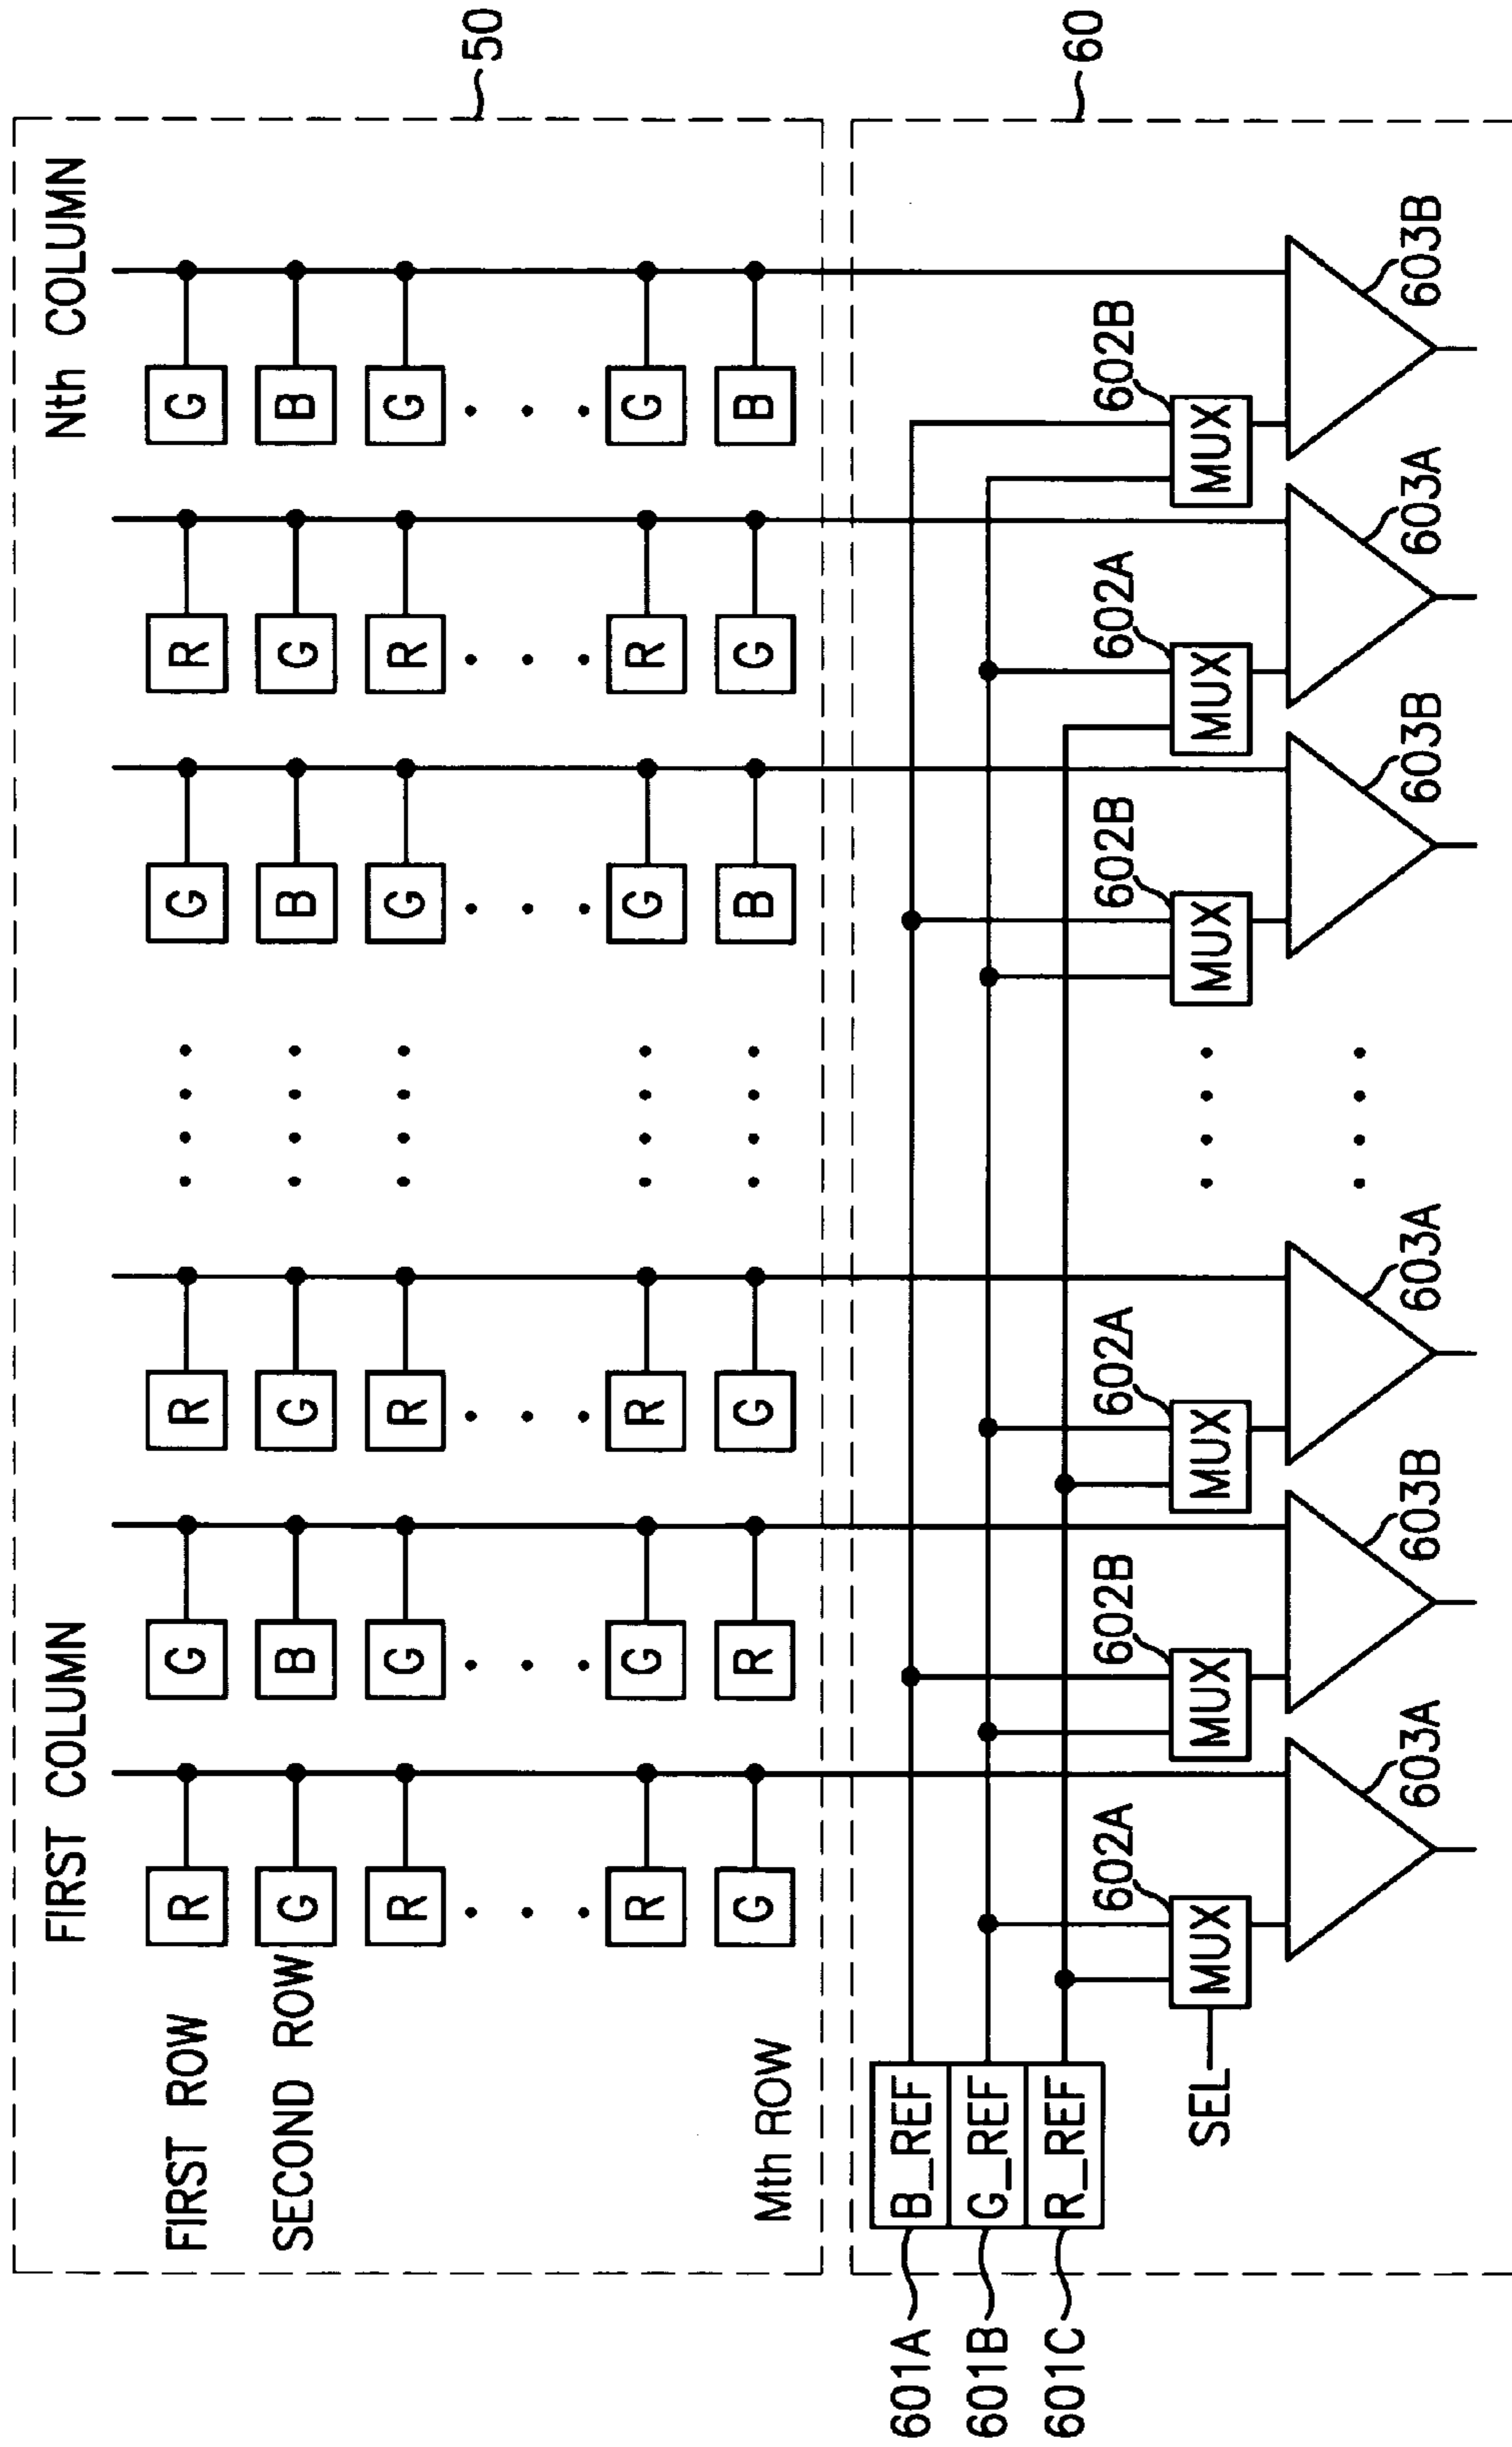 FIRST COLUMN Nth COLUMN
FIRST ROW R G R G R G
SECOND ROW G B G B G B
R G R G R G
R G R G R G
Mth ROW G R G B G B
50
60
601A B_REF
601B G_REF
601C R_REF
602A 602B 602A 602B 602A 602B
SEL MUX MUX MUX MUX MUX MUX
603A 603B 603A 603B 603A 603B